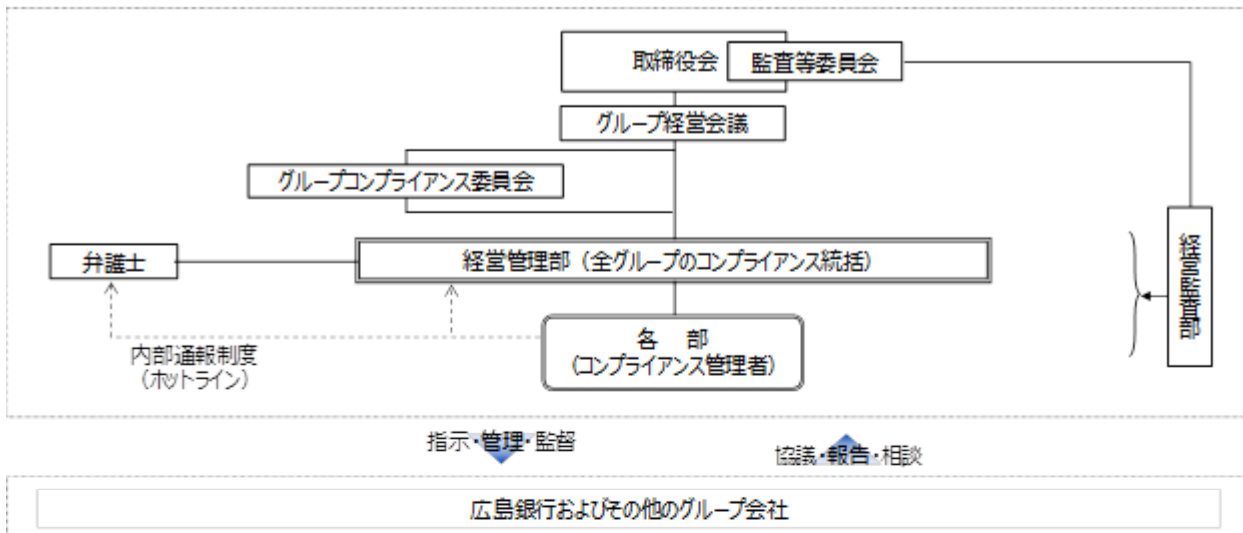 取締役会
監査等委員会
グループ経営会議
グループコンプライアンス委員会
弁護士
経営管理部（全グループのコンプライアンス統括）
経営監査部
各　部
（コンプライアンス管理者）
内部通報制度
（ホットライン）
指示・管理・監督
協議・報告・相談
広島銀行およびその他のグループ会社